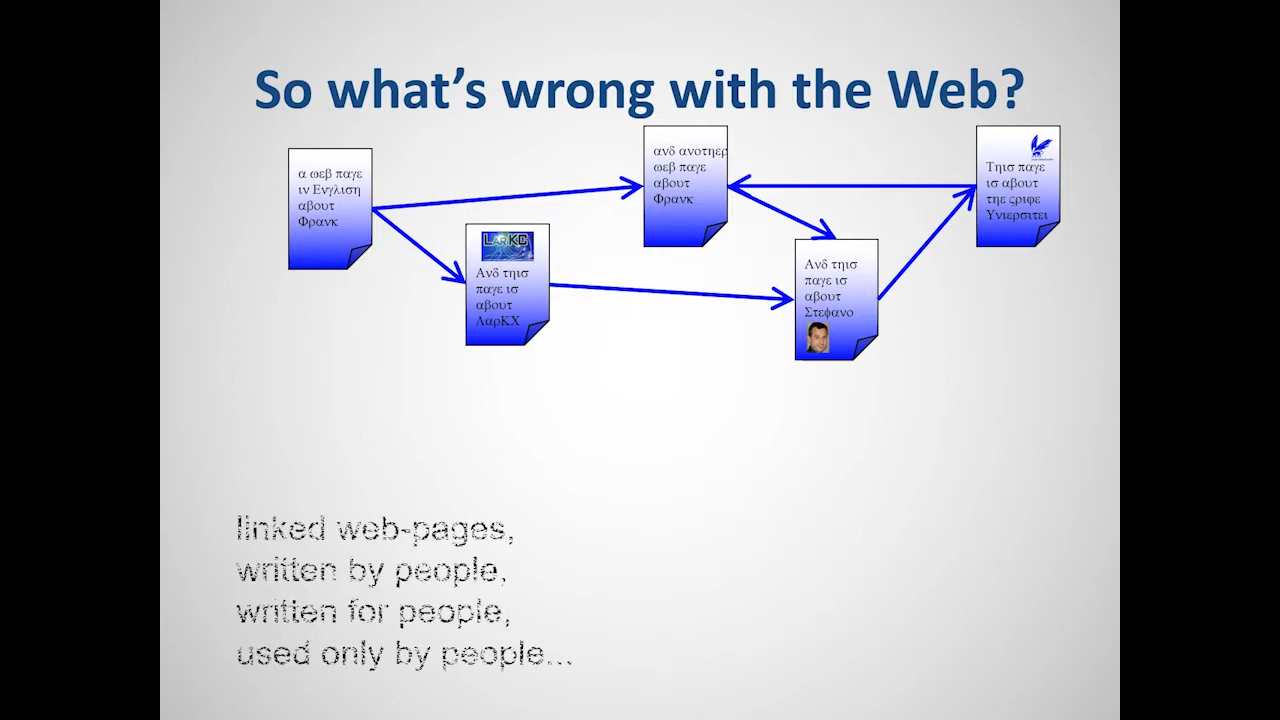 So what's wrong with the Web?
α ωεβ παγε
ιν Ενγλιση
αβουτ
Φρανκ
LARKC
Ανδ τηισ
παγε ισ
αβουτ
ΛαρΚΧ
ανδ ανοτηερ
ωεβ παγε
αβουτ
Φρανκ
Ανδ τηισ
παγε ισ
αβουτ
Στεφανο
Τηισ παγε
ισ αβουτ
τηε ςριφε
Υνιερσιτει
linked web-pages,
written by people,
written for people,
used only by people...